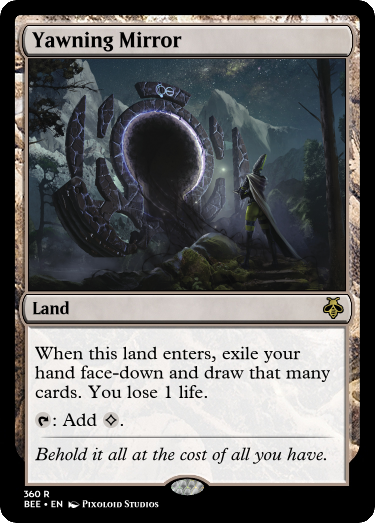 Yawning Mirror
Land
When this land enters, exile your
hand face-down and draw that many
cards. You lose 1 life.
: Add .
Behold it all at the cost of all you have.
360 R
BEE • EN Pixoloid Studios